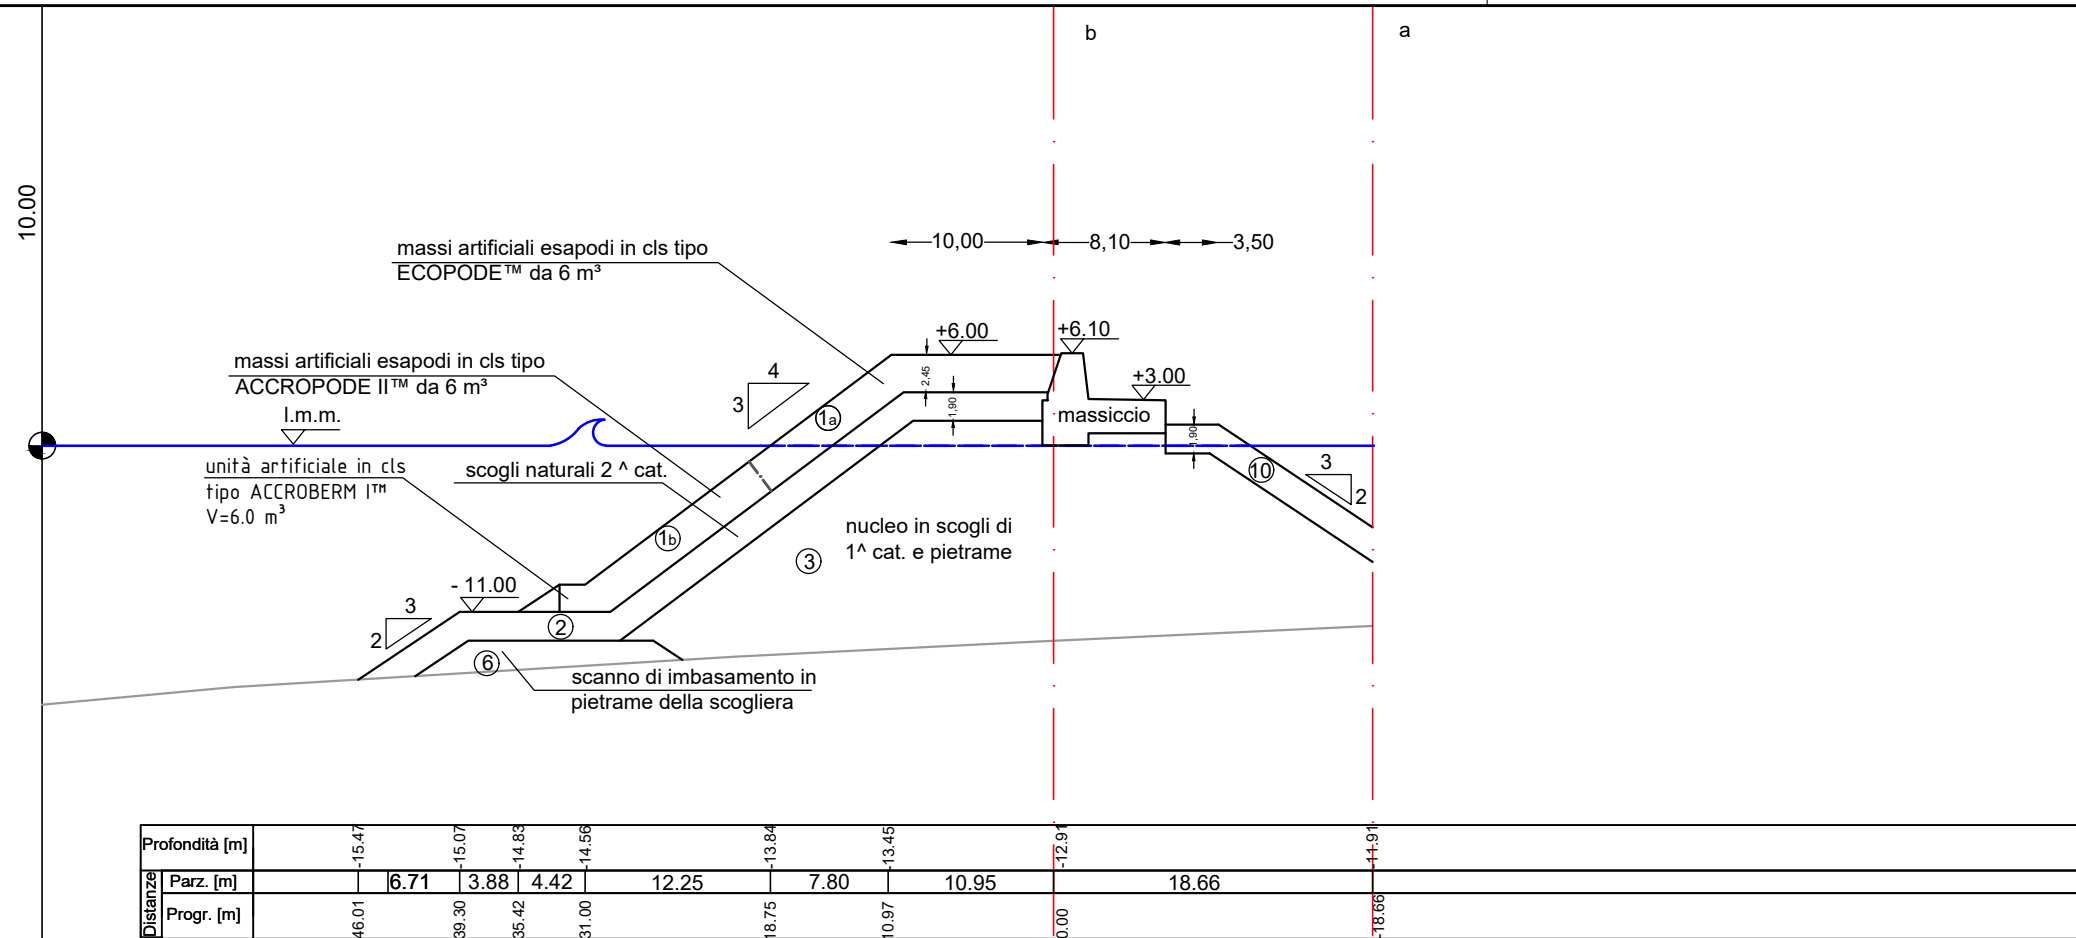 b
a
10.00
10,00
8,10
3,50
massi artificiali esapodi in cls tipo
ECOPODE™ da 6 m³
+6.00
+6.10
massi artificiali esapodi in cls tipo
ACCROPODE II™ da 6 m³
4
3
2,45
1,90
+3.00
massiccio
l.m.m.
1a
1,90
unità artificiale in cls
tipo ACCROBERM I™
V=6.0 m³
scogli naturali 2 ^ cat.
10
3
2
1b
nucleo in scogli di
1^ cat. e pietrame
3
- 11.00
3
2
2
6
scanno di imbasamento in
pietrame della scogliera
Profondità [m]
-15.47
-15.07
-14.83
-14.56
-13.84
-13.45
-12.91
-11.91
Distanze
Parz. [m]
6.71
3.88
4.42
12.25
7.80
10.95
18.66
Progr. [m]
46.01
39.30
35.42
31.00
18.75
10.97
0.00
-18.66